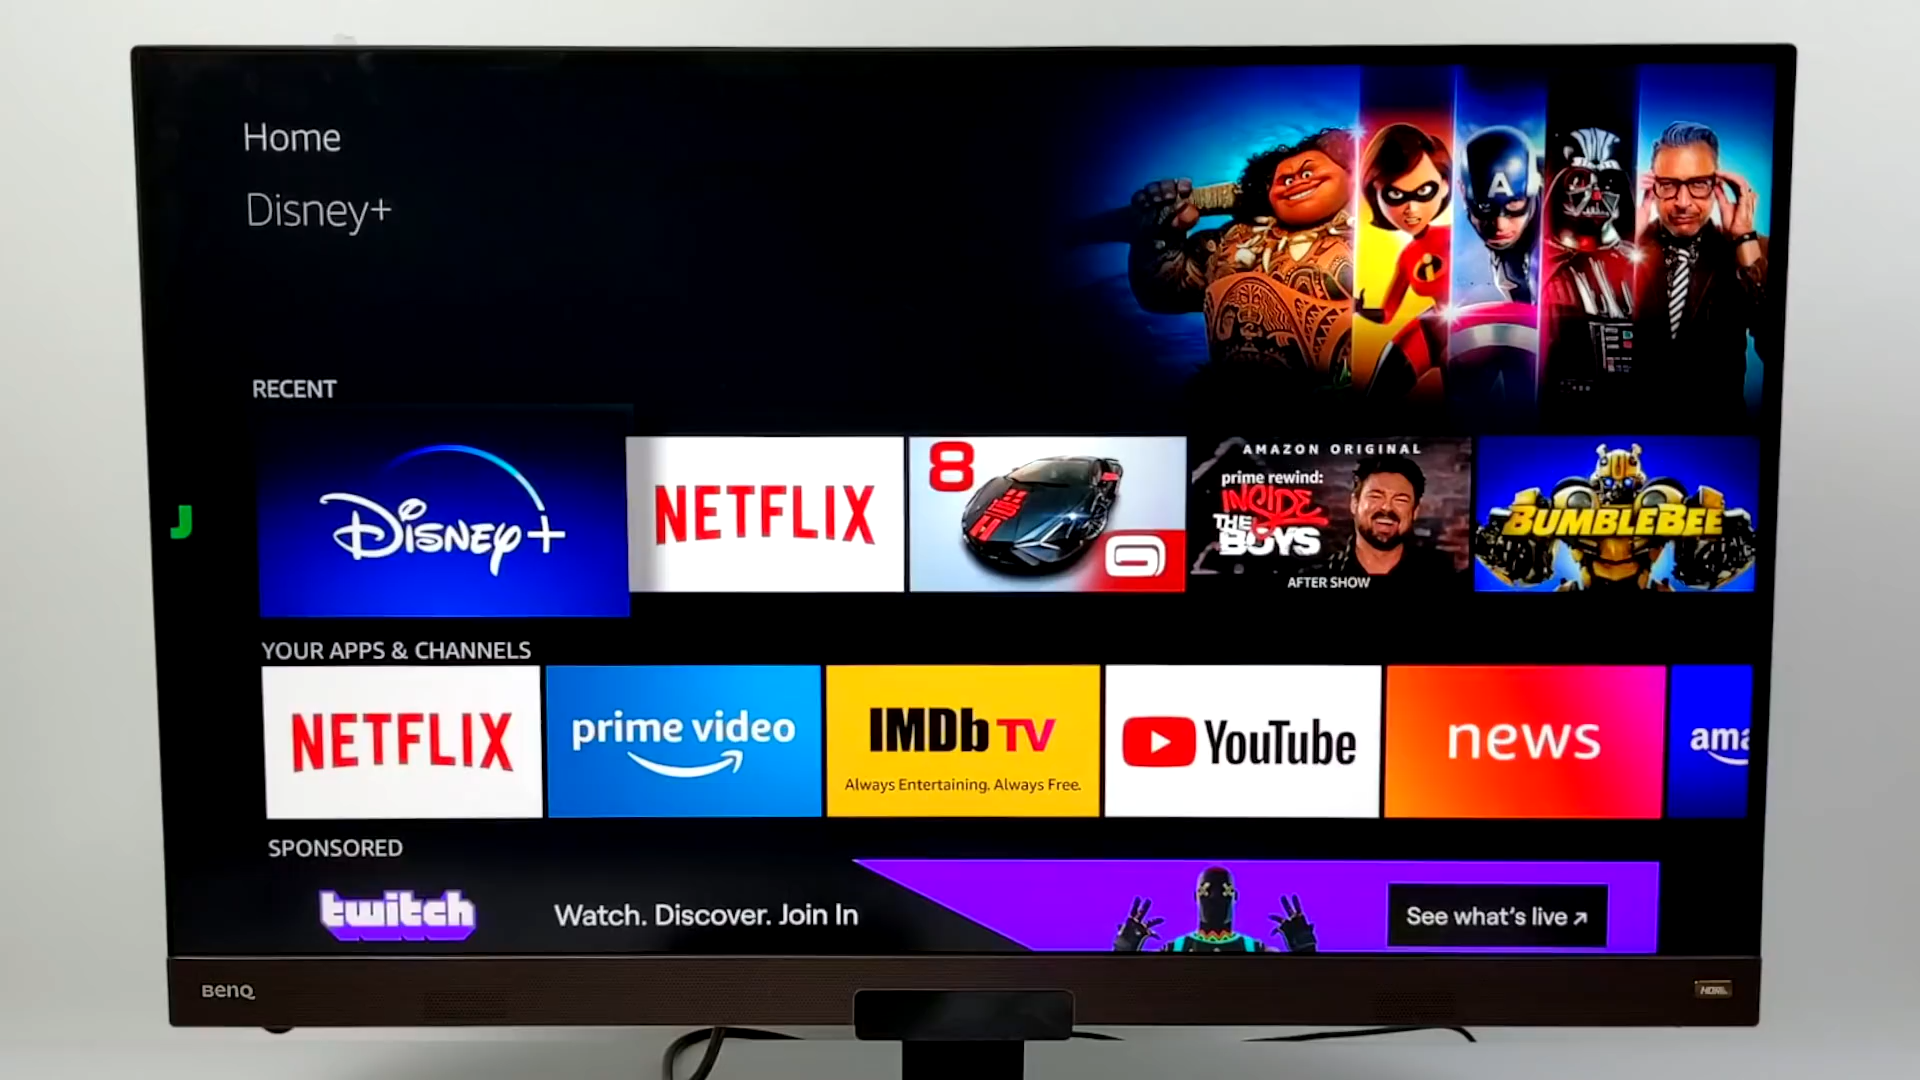 Home
Disney+
A
RECENT
Disney+
NETFLIX
8
G
AMAZON ORIGINAL
prime rewind:
INSIDE
THE
BOYS
AFTER SHOW
BUMBLEBEE
J
YOUR APPS & CHANNELS
NETFLIX
prime video
IMDb TV
Always Entertaining. Always Free.
YouTube
news
ama
SPONSORED
twitch
Watch. Discover. Join In
See what's live
BenQ